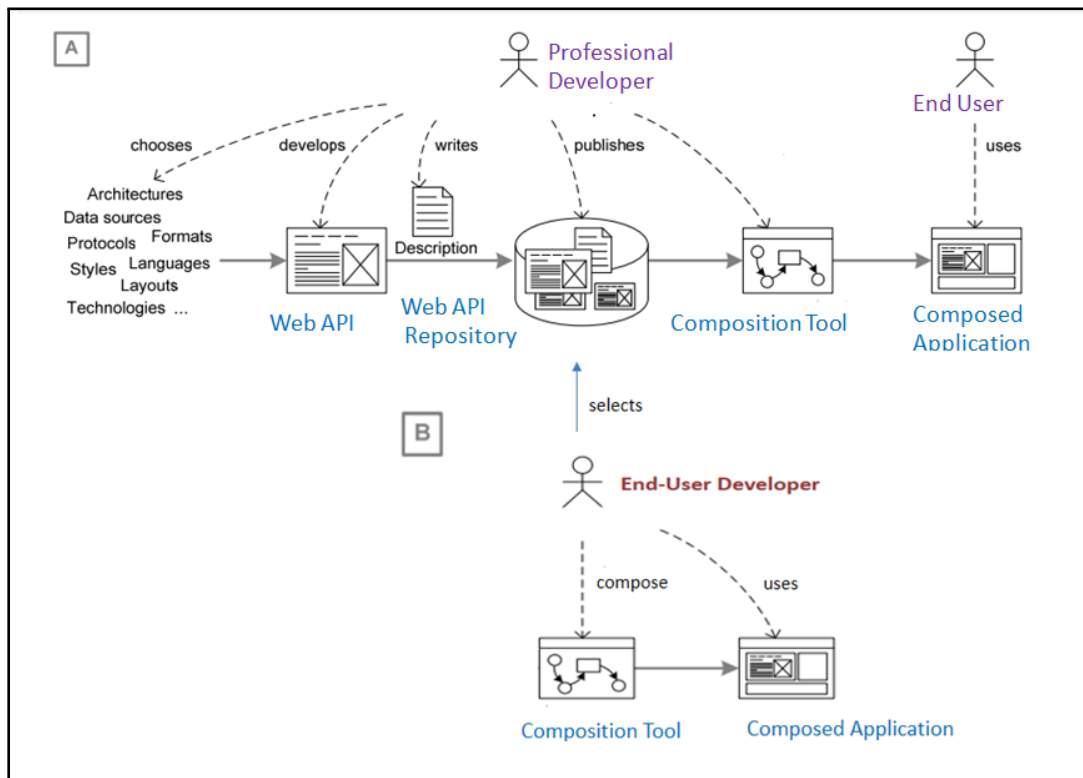 A
Professional
Developer
End User
chooses
develops
writes
publishes
uses
Architectures
Data sources
Protocols Formats
Styles Languages
Layouts
Technologies ...
Description
Web API
Web API
Repository
Composition Tool
Composed
Application
selects
B
End-User Developer
compose
uses
Composition Tool
Composed Application